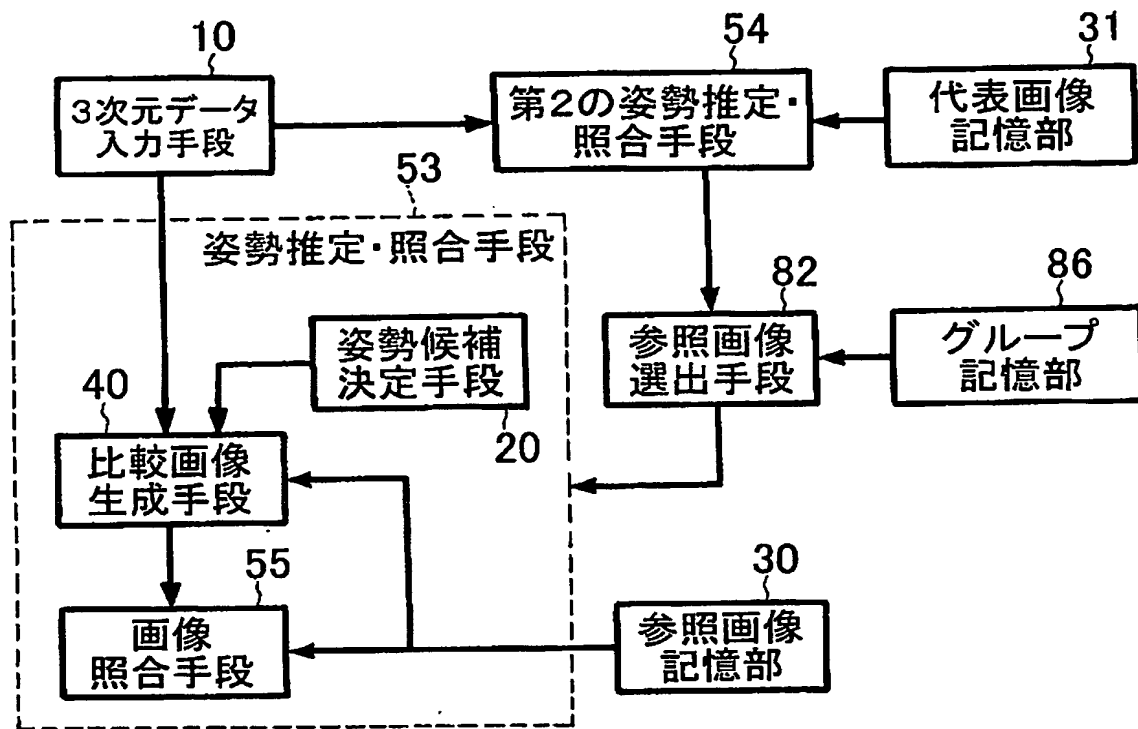 10
3次元データ
入力手段
54
第2の姿勢推定・
照合手段
31
代表画像
記憶部
53
姿勢推定・照合手段
姿勢候補
決定手段
20
82
参照画像
選出手段
86
グループ
記憶部
40
比較画像
生成手段
55
画像
照合手段
30
参照画像
記憶部